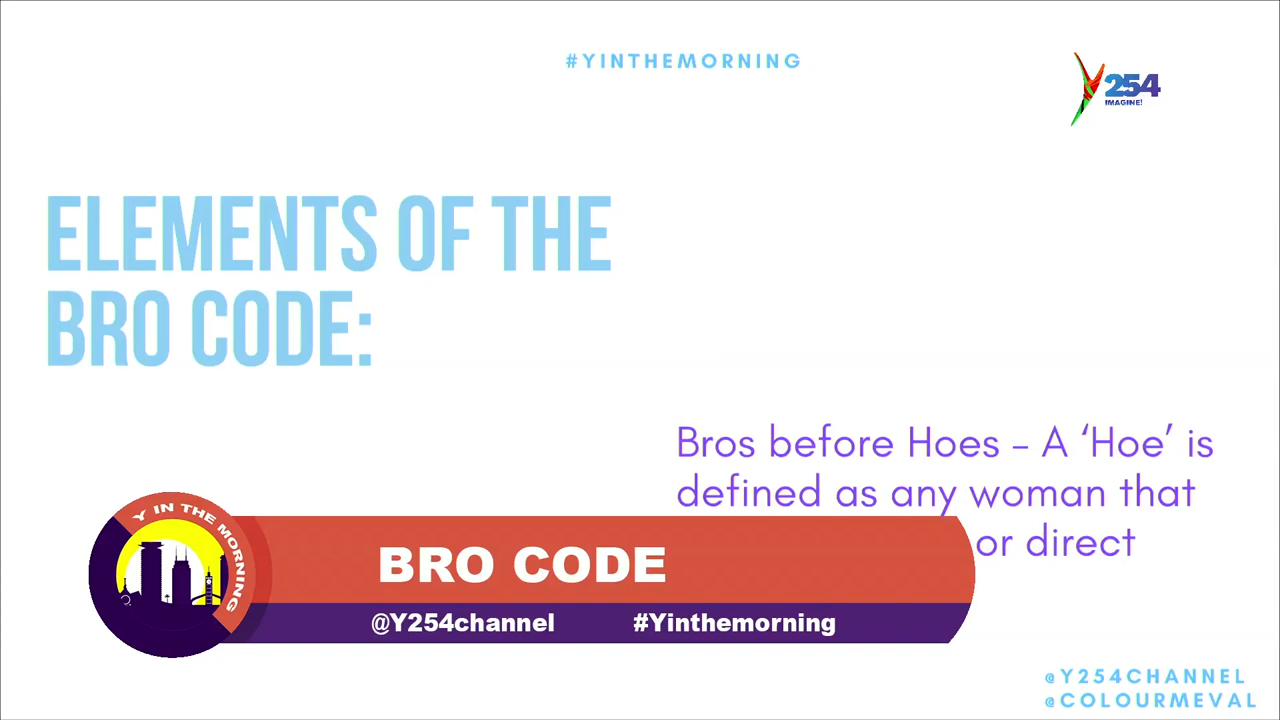 #YINTHEMORNING
254
IMAGINE!
ELEMENTS OF THE
BRO CODE:
Bros before Hoes – A ‘Hoe’ is
defined as any woman that
or direct
Y IN THE MORNING
BRO CODE
@Y254channel #Yinthemorning
@Y254CHANNEL
@COLOURMEVAL